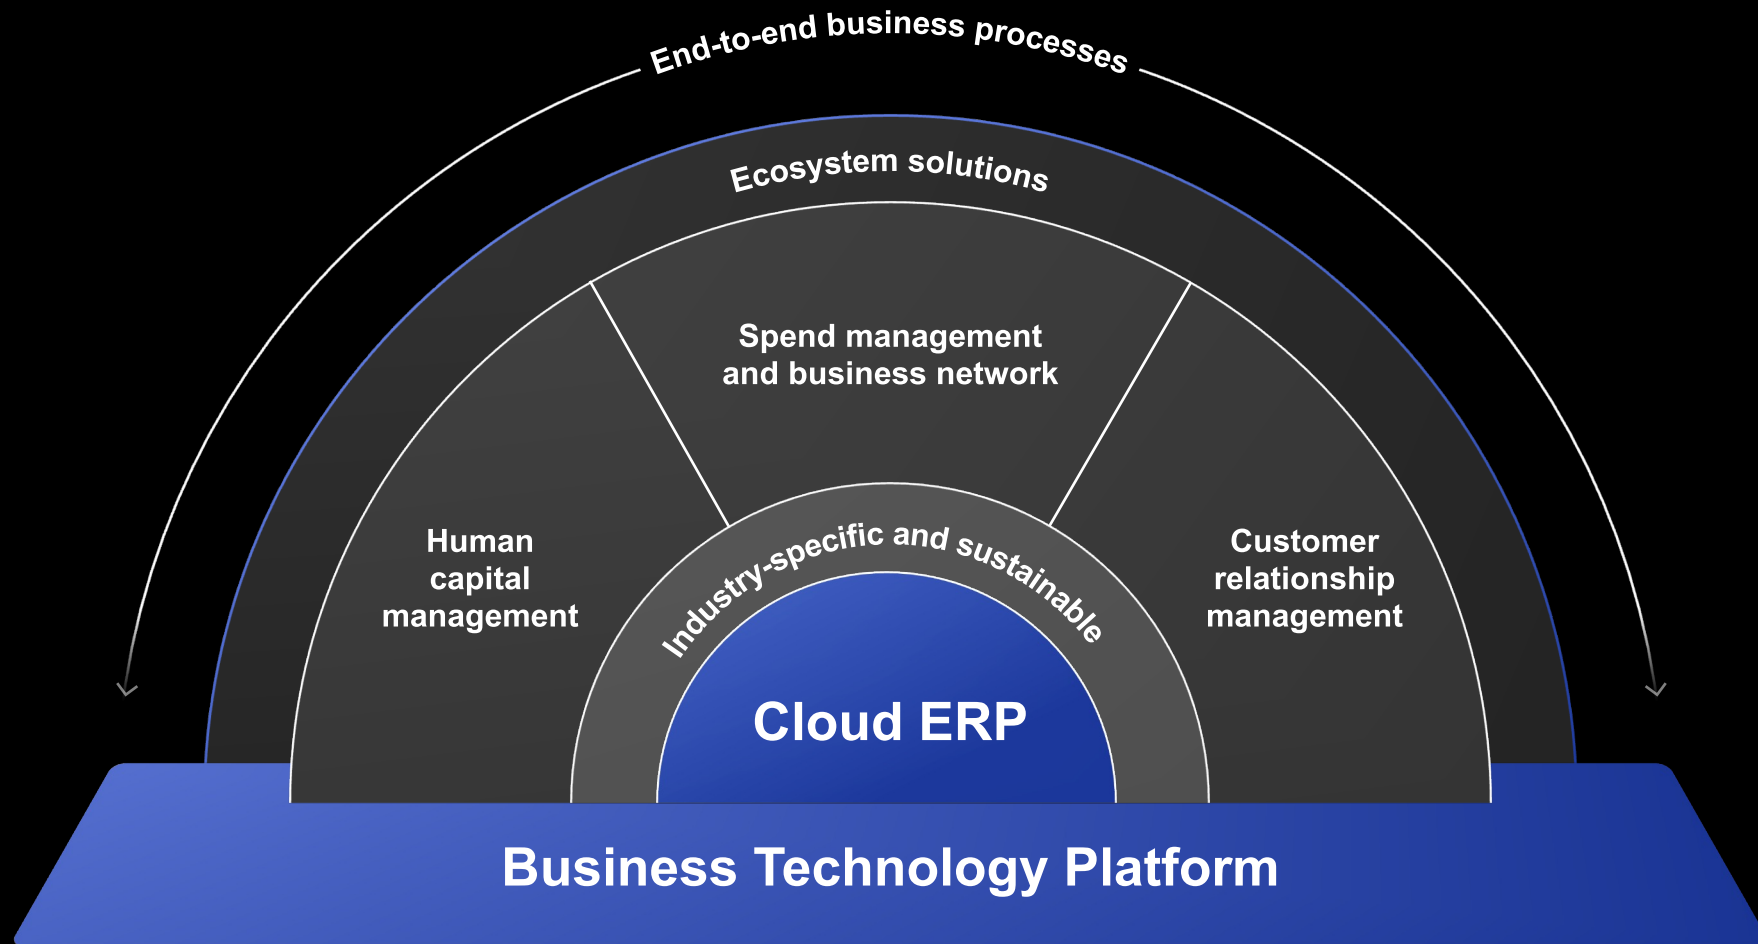 End-to-end business processes
Ecosystem solutions
Spend management
and business network
Human
capital
management
Customer
relationship
management
Industry-specific and sustainable
Cloud ERP
Business Technology Platform